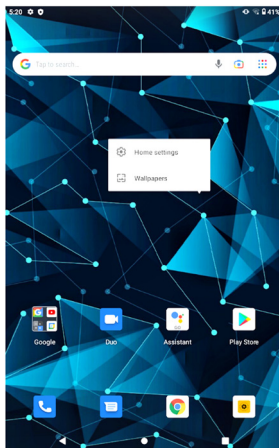 5:20
41%
Tap to search...
Home settings
Wallpapers
Google
Duo
Assistant
Play Store